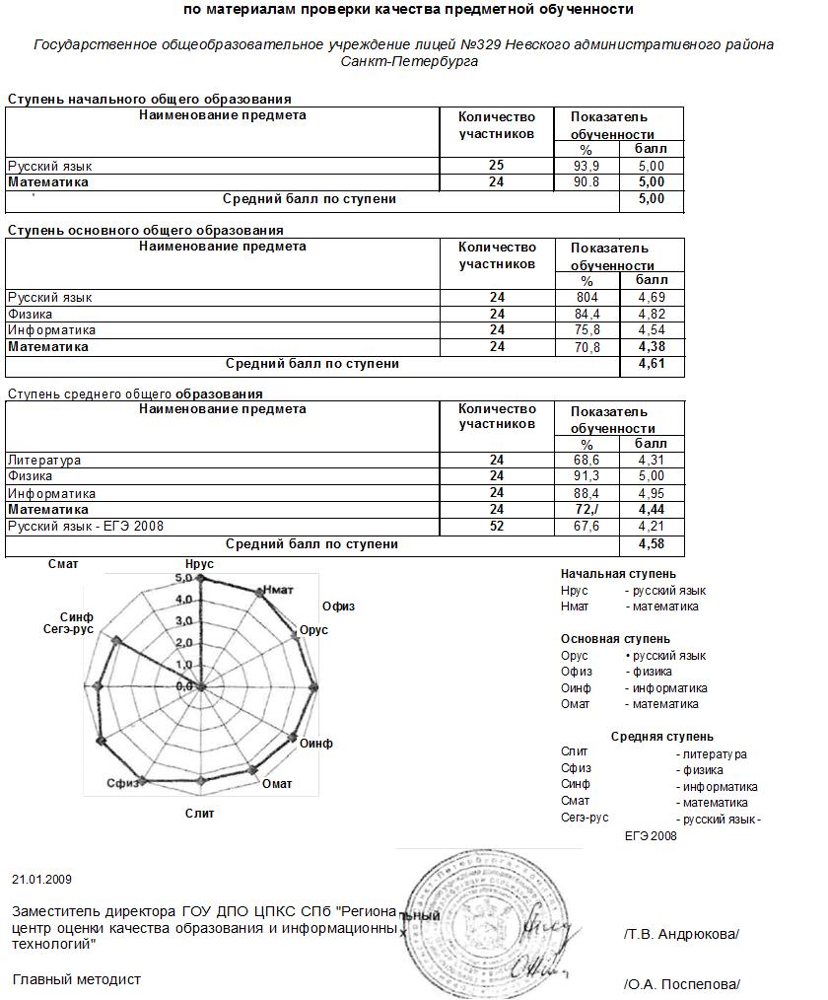 по материалам проверки качества предметной обученности
Государственное общеобразовательное учреждение лицей №329 Невского административного района
Санкт-Петербурга
Ступень начального общего образования
Наименование предмета Количество участников Показатель обученности
% балл
Русский язык 25 93,9 5,00
Математика 24 90.8 5,00
Средний балл по ступени 5,00
Ступень основного общего образования
Наименование предмета Количество участников Показатель обученности
% балл
Русский язык 24 804 4,69
Физика 24 84,4 4,82
Информатика 24 75,8 4,54
Математика 24 70,8 4,38
Средний балл по ступени 4,61
Ступень среднего общего образования
Наименование предмета Количество участников Показатель обученности
% балл
Литература 24 68,6 4,31
Физика 24 91,3 5,00
Информатика 24 88,4 4,95
Математика 24 72,/ 4,44
Русский язык - ЕГЭ 2008 52 67,6 4,21
Средний балл по ступени 4,58
Смат Нрус
5,0 Нмат
4,0 Офиз
Синф
3,0
Сегэ-рус Орус
2,0
1,0
0,0
Оинф
Сфиз Омат
Слит
Начальная ступень
Нрус - русский язык
Нмат - математика
Основная ступень
Орус • русский язык
Офиз - физика
Оинф - информатика
Омат - математика
Средняя ступень
Слит - литература
Сфиз - физика
Синф - информатика
Смат - математика
Сегэ-рус - русский язык -
ЕГЭ 2008
21.01.2009
Заместитель директора ГОУ ДПО ЦПКС СПб "Региональный
центр оценки качества образования и информационных
технологий" /Т.В. Андрюкова/
Главный методист /О.А. Поспелова/